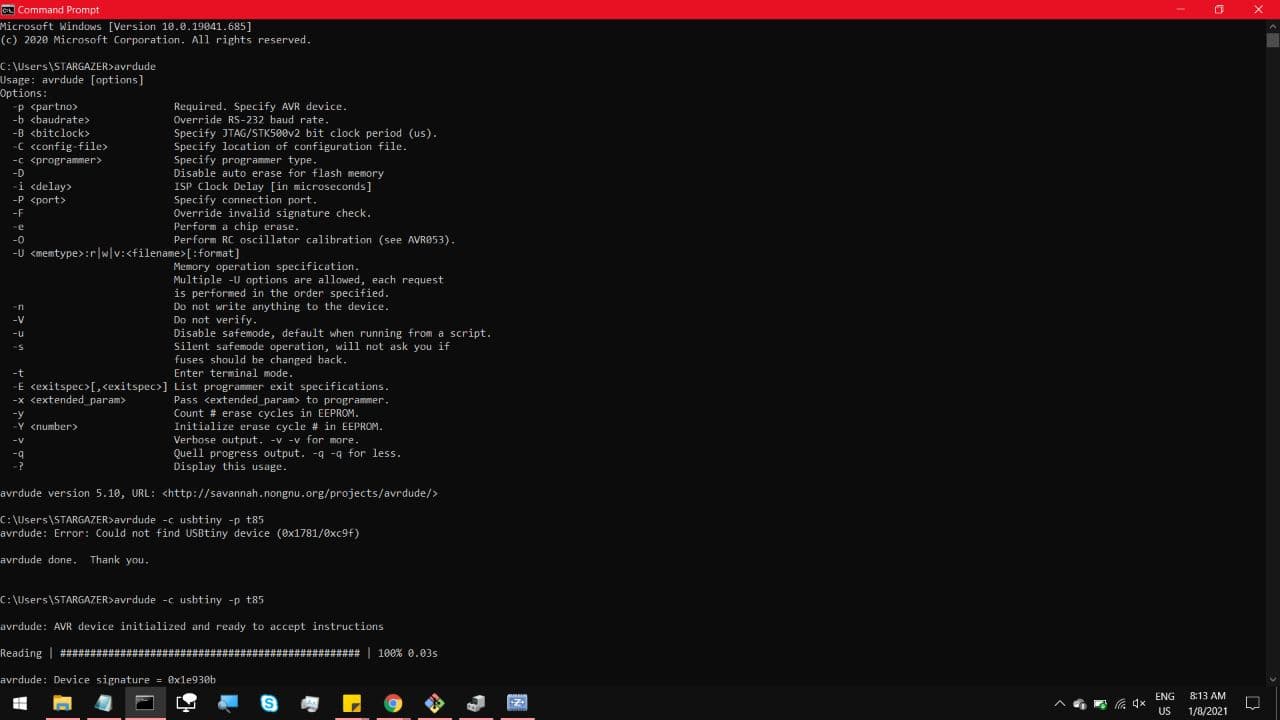 Command Prompt
Microsoft Windows [Version 10.0.19041.685]
(c) 2020 Microsoft Corporation. All rights reserved.
C:\Users\STARGAZER>avrdude
Usage: avrdude [options]
Options:
-p <partno> Required. Specify AVR device.
-b <baudrate> Override RS-232 baud rate.
-B <bitclock> Specify JTAG/STK500v2 bit clock period (us).
-C <config-file> Specify location of configuration file.
-c <programmer> Specify programmer type.
-D Disable auto erase for flash memory
-i <delay> ISP Clock Delay [in microseconds]
-P <port> Specify connection port.
-F Override invalid signature check.
-e Perform a chip erase.
-O Perform RC oscillator calibration (see AVR053).
-U <memtype>:r|w|v:<filename>[:format]
Memory operation specification.
Multiple -U options are allowed, each request
is performed in the order specified.
-n Do not write anything to the device.
-V Do not verify.
-u Disable safemode, default when running from a script.
-s Silent safemode operation, will not ask you if
fuses should be changed back.
-t Enter terminal mode.
-E <exitspec>[,<exitspec>] List programmer exit specifications.
-x <extended_param> Pass <extended_param> to programmer.
-y Count # erase cycles in EEPROM.
-Y <number> Initialize erase cycle # in EEPROM.
-v Verbose output. -v -v for more.
-q Quell progress output. -q -q for less.
-? Display this usage.
avrdude version 5.10, URL: <http://savannah.nongnu.org/projects/avrdude/>
C:\Users\STARGAZER>avrdude -c usbtiny -p t85
avrdude: Error: Could not find USBtiny device (0x1781/0xc9f)
avrdude done.  Thank you.
C:\Users\STARGAZER>avrdude -c usbtiny -p t85
avrdude: AVR device initialized and ready to accept instructions
Reading | ################################################## | 100% 0.03s
avrdude: Device signature = 0x1e930b
ENG
US
8:13 AM
1/8/2021